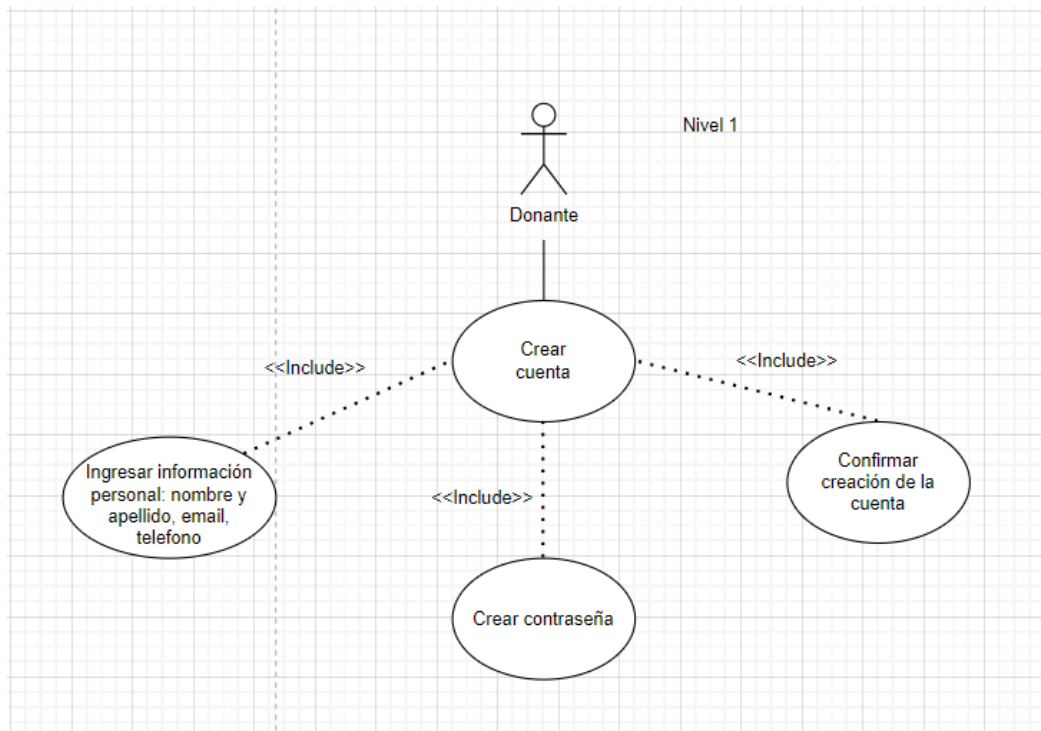 Nivel 1
Donante
Crear
cuenta
<<Include>>
<<Include>>
Ingresar información
personal: nombre y
apellido, email,
telefono
<<Include>>
Confirmar
creación de la
cuenta
Crear contraseña